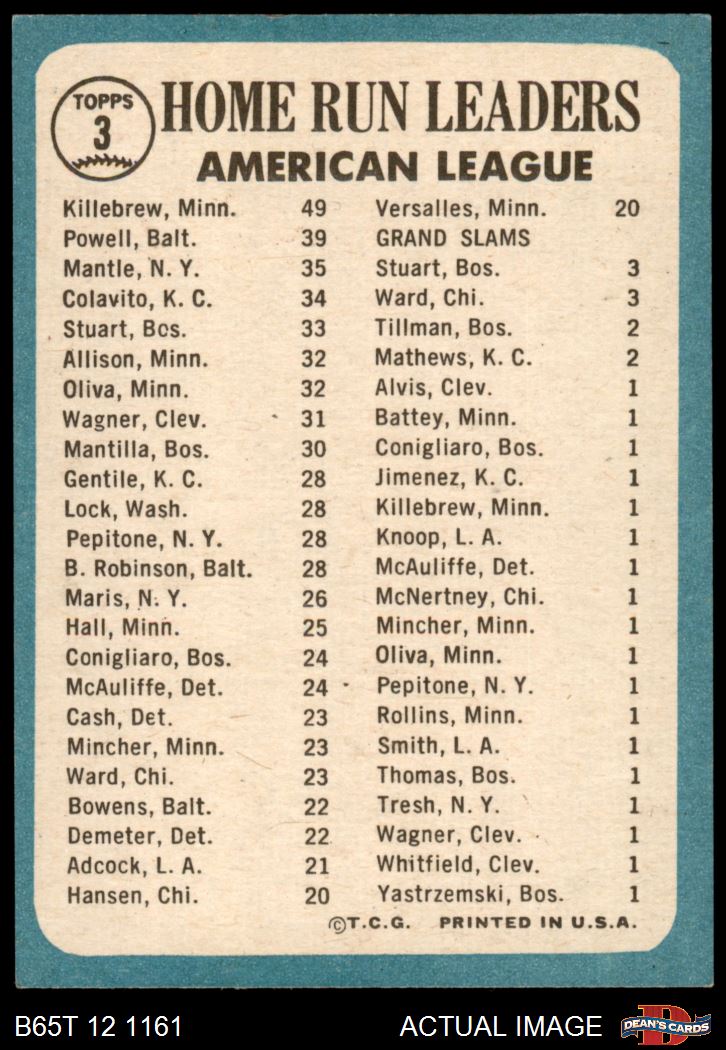 TOPPS
3
HOME RUN LEADERS
AMERICAN LEAGUE
Killebrew, Minn. 49
Powell, Balt. 39
Mantle, N. Y. 35
Colavito, K. C. 34
Stuart, Bos. 33
Allison, Minn. 32
Oliva, Minn. 32
Wagner, Clev. 31
Mantilla, Bos. 30
Gentile, K. C. 28
Lock, Wash. 28
Pepitone, N. Y. 28
B. Robinson, Balt. 28
Maris, N. Y. 26
Hall, Minn. 25
Conigliaro, Bos. 24
McAuliffe, Det. 24
Cash, Det. 23
Mincher, Minn. 23
Ward, Chi. 23
Bowens, Balt. 22
Demeter, Det. 22
Adcock, L. A. 21
Hansen, Chi. 20
Versalles, Minn. 20
GRAND SLAMS
Stuart, Bos. 3
Ward, Chi. 3
Tillman, Bos. 2
Mathews, K. C. 2
Alvis, Clev. 1
Battey, Minn. 1
Conigliaro, Bos. 1
Jimenez, K. C. 1
Killebrew, Minn. 1
Knoop, L. A. 1
McAuliffe, Det. 1
McNertney, Chi. 1
Mincher, Minn. 1
Oliva, Minn. 1
Pepitone, N. Y. 1
Rollins, Minn. 1
Smith, L. A. 1
Thomas, Bos. 1
Tresh, N. Y. 1
Wagner, Clev. 1
Whitfield, Clev. 1
Yastrzemski, Bos. 1
©T.C.G. PRINTED IN U.S.A.
B65T 12 1161 ACTUAL IMAGE
D
DEAN'S CARDS